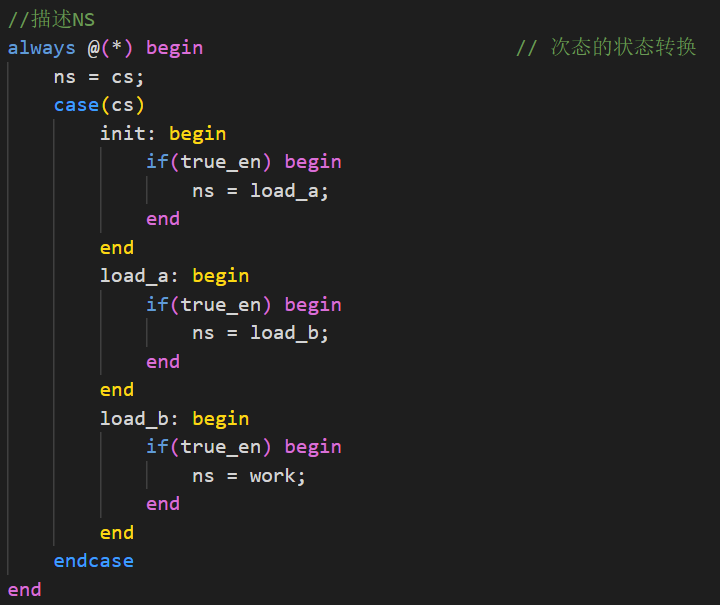 //描述NS
always @(*) begin // 次态的状态转换
    ns = cs;
    case(cs)
        init: begin
            if(true_en) begin
                ns = load_a;
            end
        end
        load_a: begin
            if(true_en) begin
                ns = load_b;
            end
        end
        load_b: begin
            if(true_en) begin
                ns = work;
            end
        end
    endcase
end